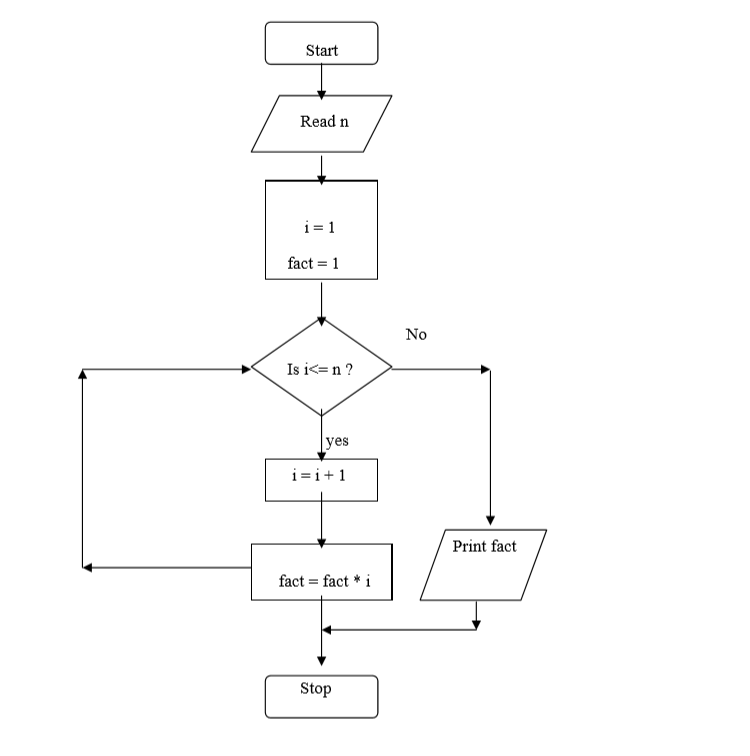 Start
Read n
i = 1
fact = 1
No
Is i<= n ?
yes
i = i + 1
Print fact
fact = fact * i
Stop